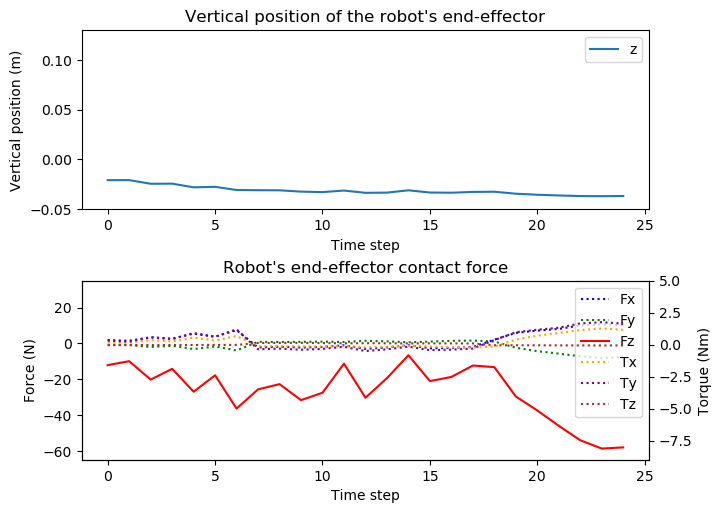 Vertical position of the robot's end-effector
Vertical position (m)
0.10
0.05
0.00
−0.05
z
0
5
10
15
20
25
Time step
Robot's end-effector contact force
Force (N)
20
0
−20
−40
−60
Fx
Fy
Fz
Tx
Ty
Tz
5.0
2.5
0.0
−2.5
−5.0
−7.5
Torque (Nm)
0
5
10
15
20
25
Time step